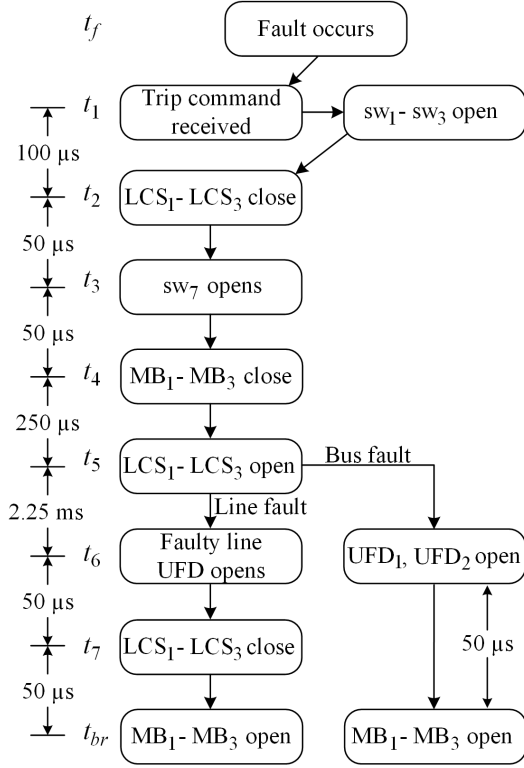 t_f
Fault occurs
t_1
Trip command
received
sw_1- sw_3 open
100 µs
t_2
LCS_1- LCS_3 close
50 µs
t_3
sw_7 opens
50 µs
t_4
MB_1- MB_3 close
250 µs
t_5
LCS_1- LCS_3 open
Bus fault
Line fault
2.25 ms
t_6
Faulty line
UFD opens
UFD_1, UFD_2 open
50 µs
50 µs
t_7
LCS_1- LCS_3 close
50 µs
t_br
MB_1- MB_3 open
MB_1- MB_3 open